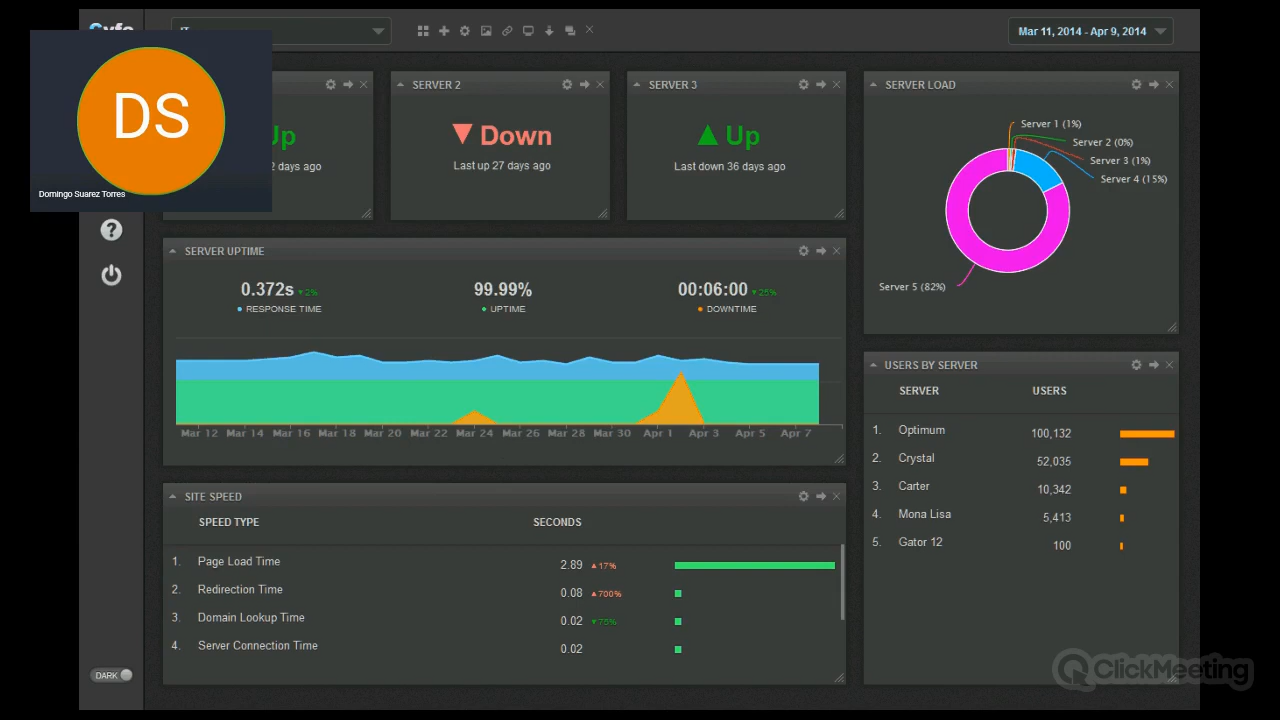 IT
Mar 11, 2014 - Apr 9, 2014
DS
Domingo Suarez Torres
Up
2 days ago
SERVER 2
Down
Last up 27 days ago
SERVER 3
Up
Last down 36 days ago
SERVER LOAD
Server 1 (1%)
Server 2 (0%)
Server 3 (1%)
Server 4 (15%)
Server 5 (82%)
SERVER UPTIME
0.372s 2%
RESPONSE TIME
99.99%
UPTIME
00:06:00 25%
DOWNTIME
Mar 12 Mar 14 Mar 16 Mar 18 Mar 20 Mar 22 Mar 24 Mar 26 Mar 28 Mar 30 Apr 1 Apr 3 Apr 5 Apr 7
USERS BY SERVER
SERVER USERS
1. Optimum 100,132
2. Crystal 52,035
3. Carter 10,342
4. Mona Lisa 5,413
5. Gator 12 100
SITE SPEED
SPEED TYPE SECONDS
1. Page Load Time 2.89 17%
2. Redirection Time 0.08 700%
3. Domain Lookup Time 0.02 75%
4. Server Connection Time 0.02
DARK
ClickMeeting